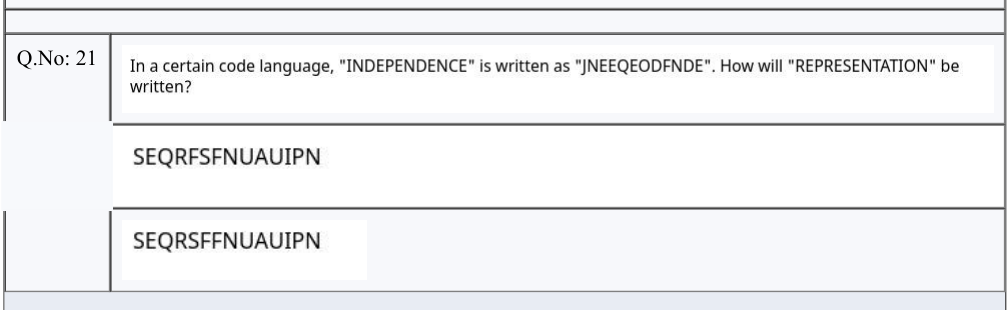 Q.No: 21
In a certain code language, "INDEPENDENCE" is written as "JNEEQEODFNDE". How will "REPRESENTATION" be
written?
SEQRFSFNUAUIPN
SEQRSFFNUAUIPN